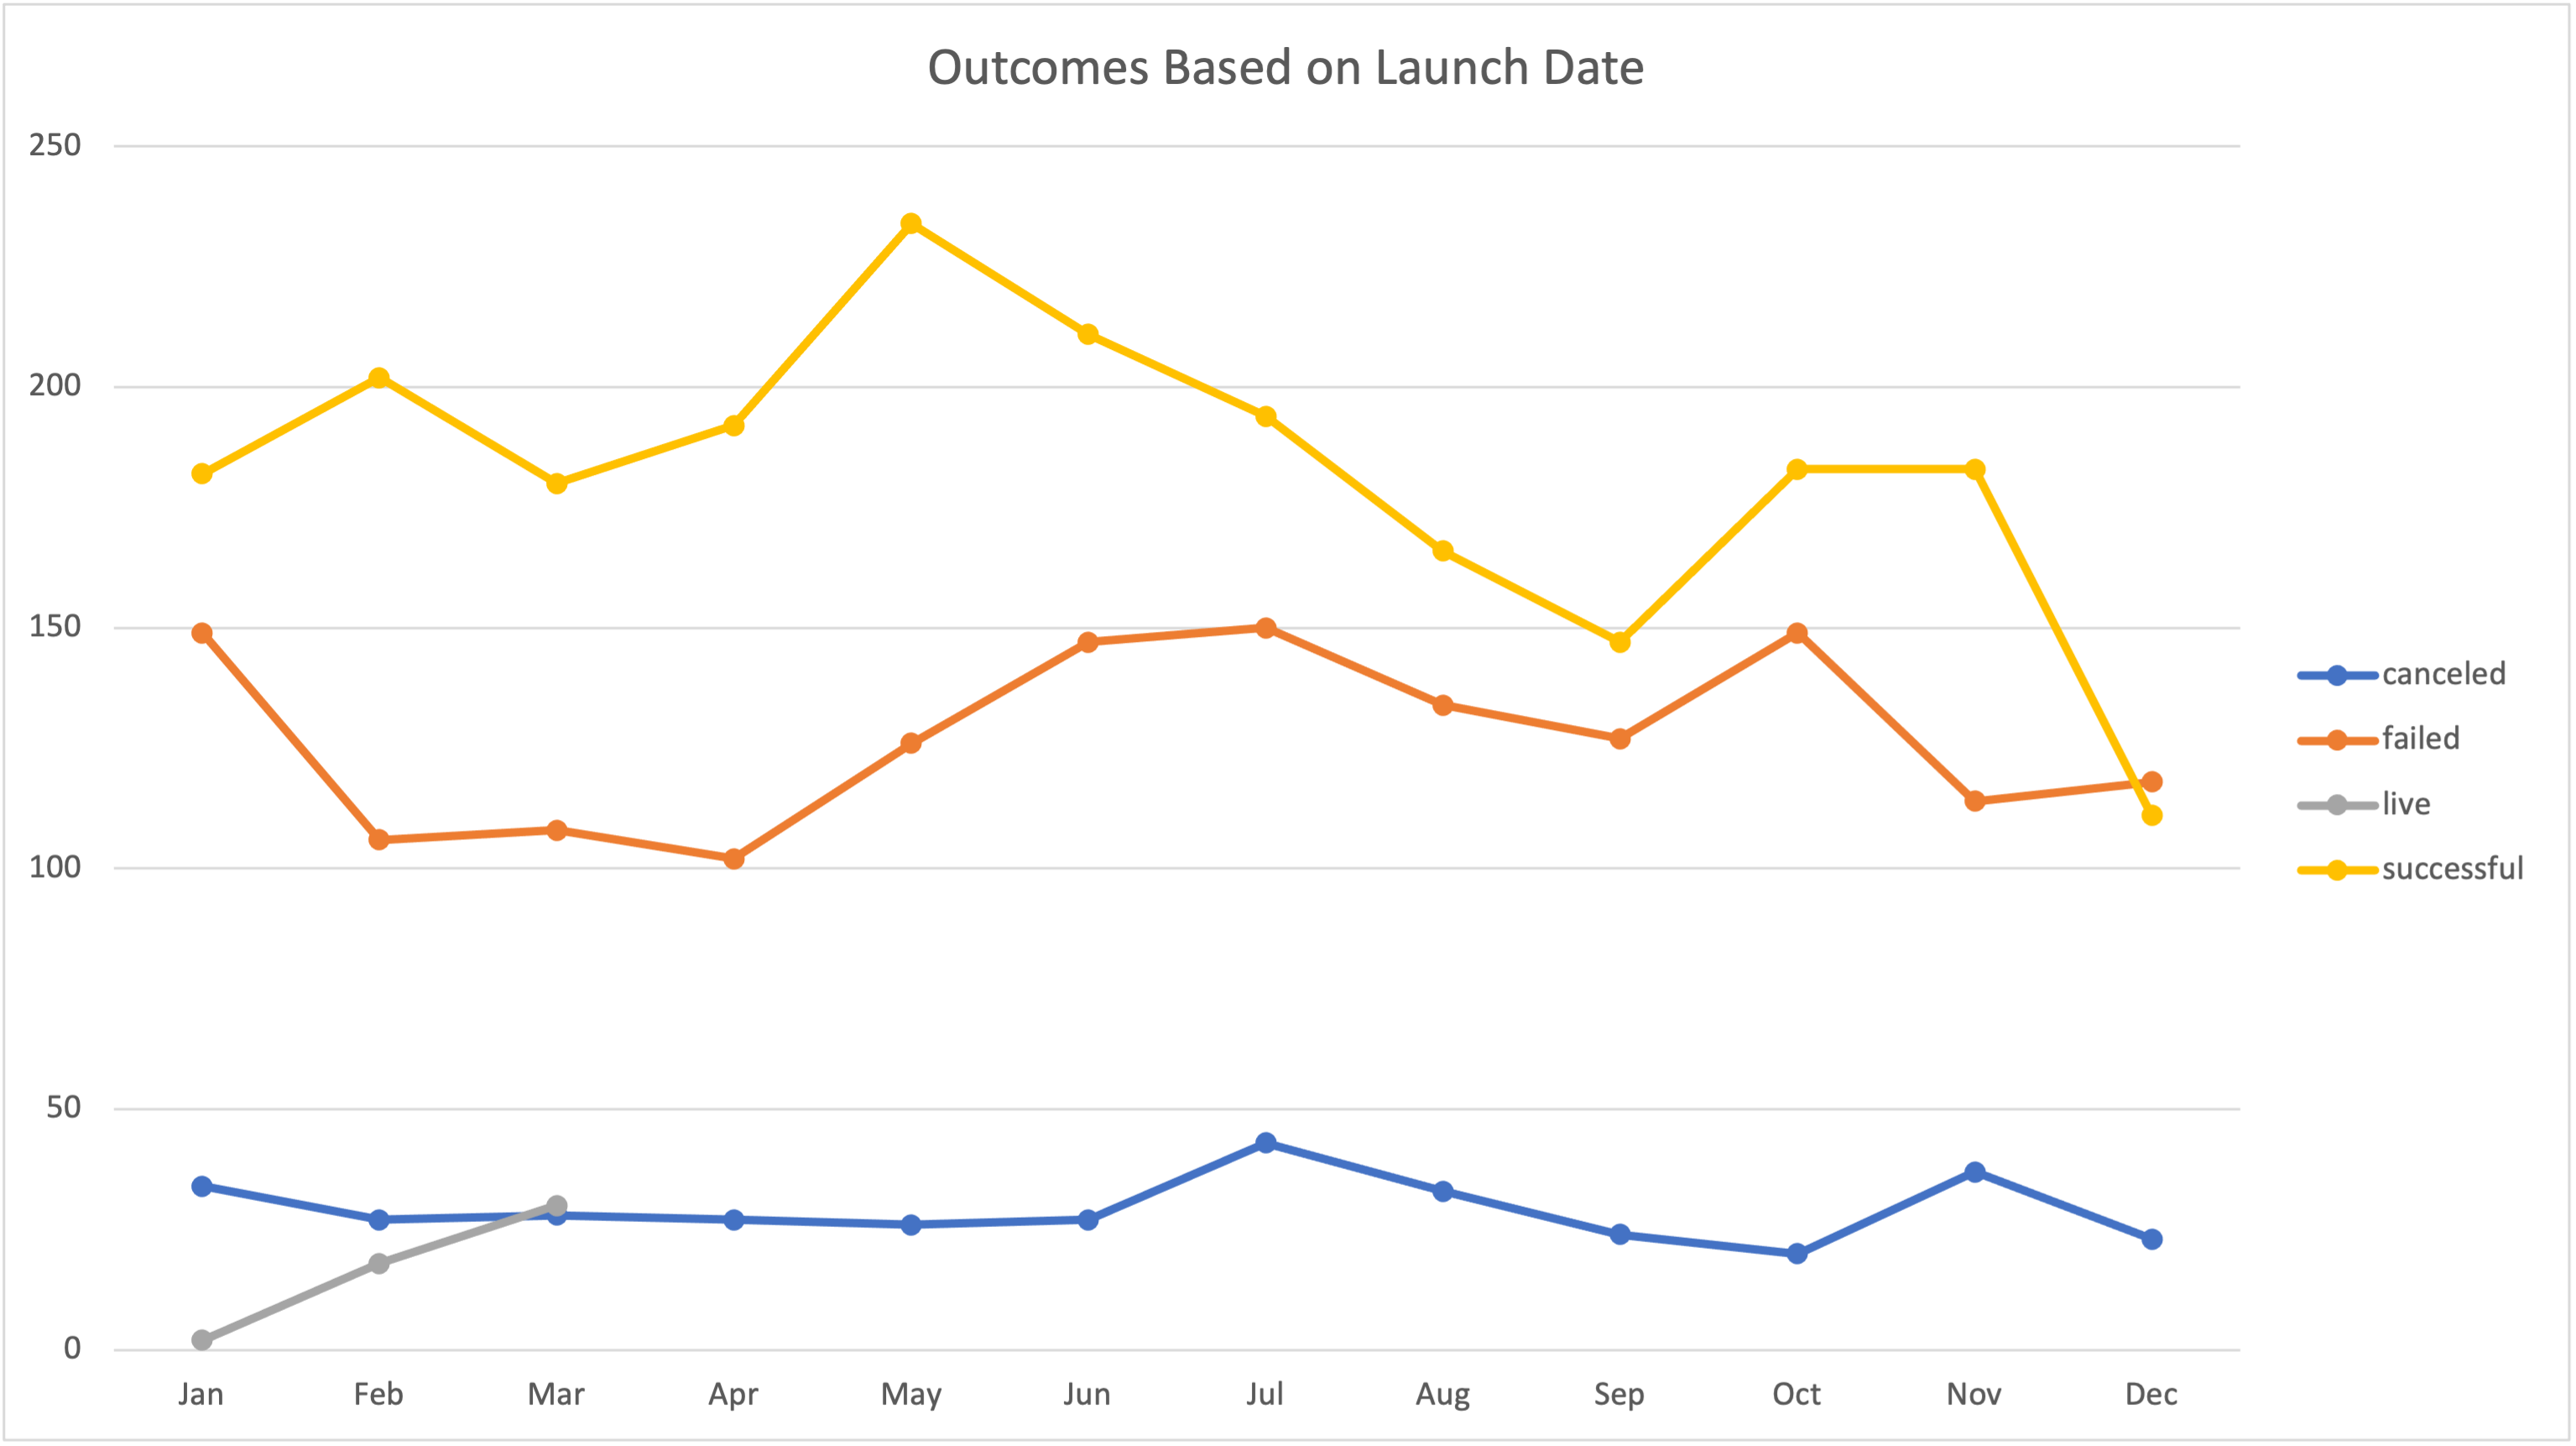 Outcomes Based on Launch Date
250
200
150
100
50
0
Jan Feb Mar Apr May Jun Jul Aug Sep Oct Nov Dec
canceled
failed
live
successful